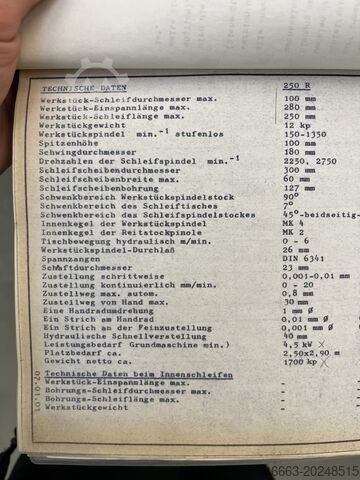 TECHNISCHE DATEN 250 R
Werkstück-Schleifdurchmesser max. 100 mm
Werkstück-Einspannlänge max. 280 mm
Werkstück-Schleiflänge max. 250 mm
Werkstückgewicht 12 kp
Werkstückspindel min.-1 stufenlos 150-1350
Spitzenhöhe 100 mm
Schwingdurchmesser 180 mm
Drehzahlen der Schleifspindel min.-1 2250, 2750
Schleifscheibendurchmesser 300 mm
Schleifscheibenbreite max. 60 mm
Schleifscheibenbohrung 127 mm
Schwenkbereich Werkstückspindelstock 90°
Schwenkbereich des Schleiftisches 7°
Schwenkbereich des Schleifspindelstockes 45°-beidseitig-
Innenkegel der Werkstückspindel MK 4
Innenkegel der Reitstockpinole MK 2
Tischbewegung hydraulisch m/min. 0 - 6
Werkstückspindel-Durchlaß 26 mm
Spannzangen DIN 6341
Schaftdurchmesser 23 mm
Zustellung schrittweise 0,001-0,01 mm
Zustellung kontinuierlich mm/min. 0 - 20
Zustellweg max. autom. 0,8 mm
Zustellweg von Hand max. 30 mm
Eine Handradumdrehung 1 mm Ø
Ein Strich am Handrad 0,01 mm Ø
Ein Strich an der Feinzustellung 0,001 mm Ø
Hydraulische Schnellverstellung 40 mm
Leistungsbedarf Grundmaschine min.) 4,5 kW
Platzbedarf ca. 2,50x2,90 m
Gewicht netto ca. 1700 kp
Technische Daten beim Innenschleifen
Werkstück-Einspannlänge max. -
Bohrungs-Schleifdurchmesser max. -
Bohrungs-Schleiflänge max. -
Werkstückgewicht -
07.01.01
6663-20248515